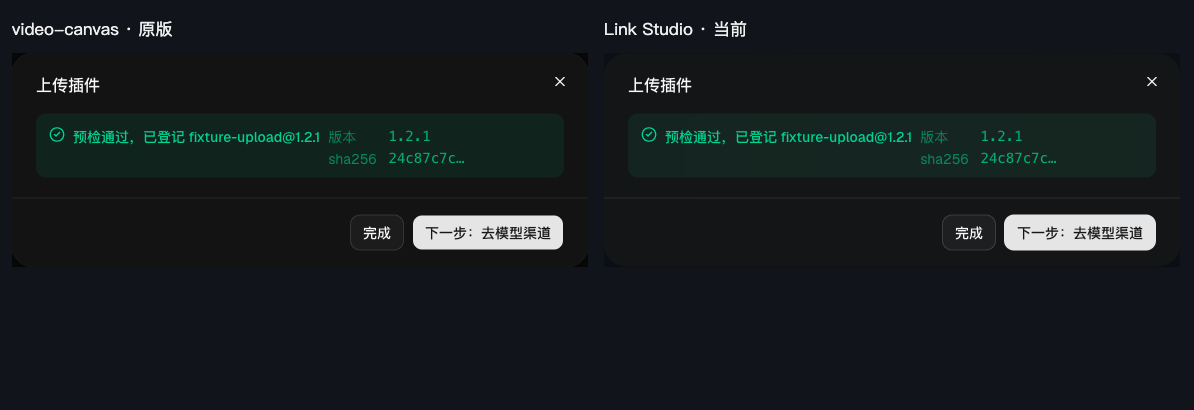 video-canvas · 原版
上传插件
预检通过，已登记 fixture-upload@1.2.1 版本 1.2.1
sha256 24c87c7c…
完成 下一步：去模型渠道
Link Studio · 当前
上传插件
预检通过，已登记 fixture-upload@1.2.1 版本 1.2.1
sha256 24c87c7c…
完成 下一步：去模型渠道